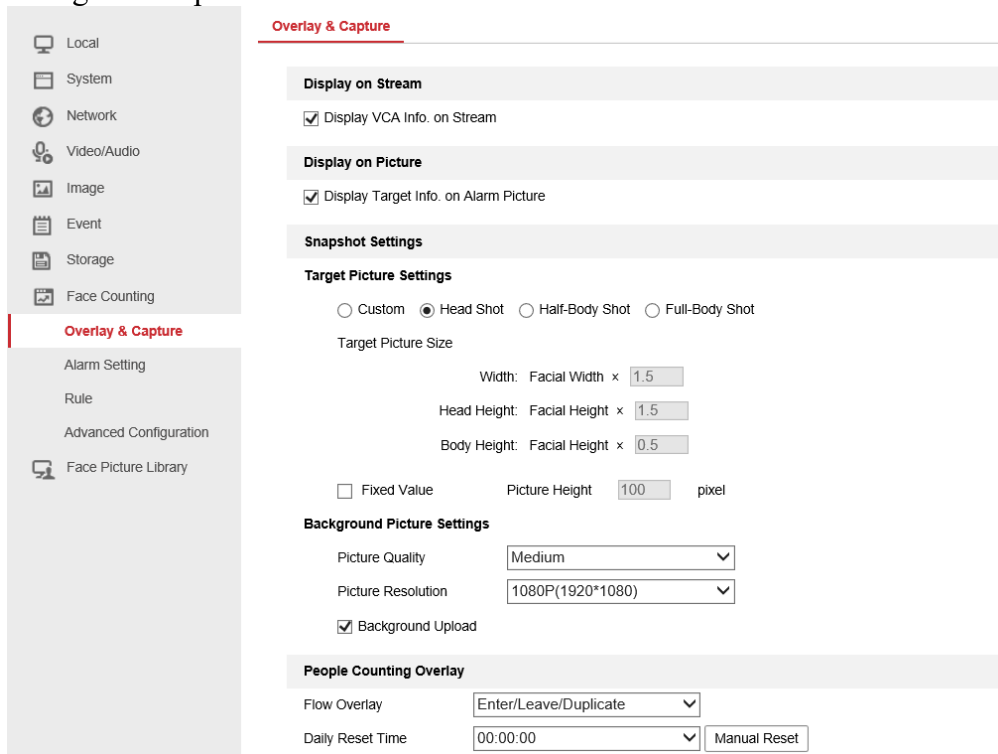 Overlay & Capture
Local
System
Network
Video/Audio
Image
Event
Storage
Face Counting
Overlay & Capture
Alarm Setting
Rule
Advanced Configuration
Face Picture Library
Display on Stream
Display VCA Info. on Stream
Display on Picture
Display Target Info. on Alarm Picture
Snapshot Settings
Target Picture Settings
Custom Head Shot Half-Body Shot Full-Body Shot
Target Picture Size
Width: Facial Width × 1.5
Head Height: Facial Height × 1.5
Body Height: Facial Height × 0.5
Fixed Value Picture Height 100 pixel
Background Picture Settings
Picture Quality Medium
Picture Resolution 1080P(1920*1080)
Background Upload
People Counting Overlay
Flow Overlay Enter/Leave/Duplicate
Daily Reset Time 00:00:00 Manual Reset